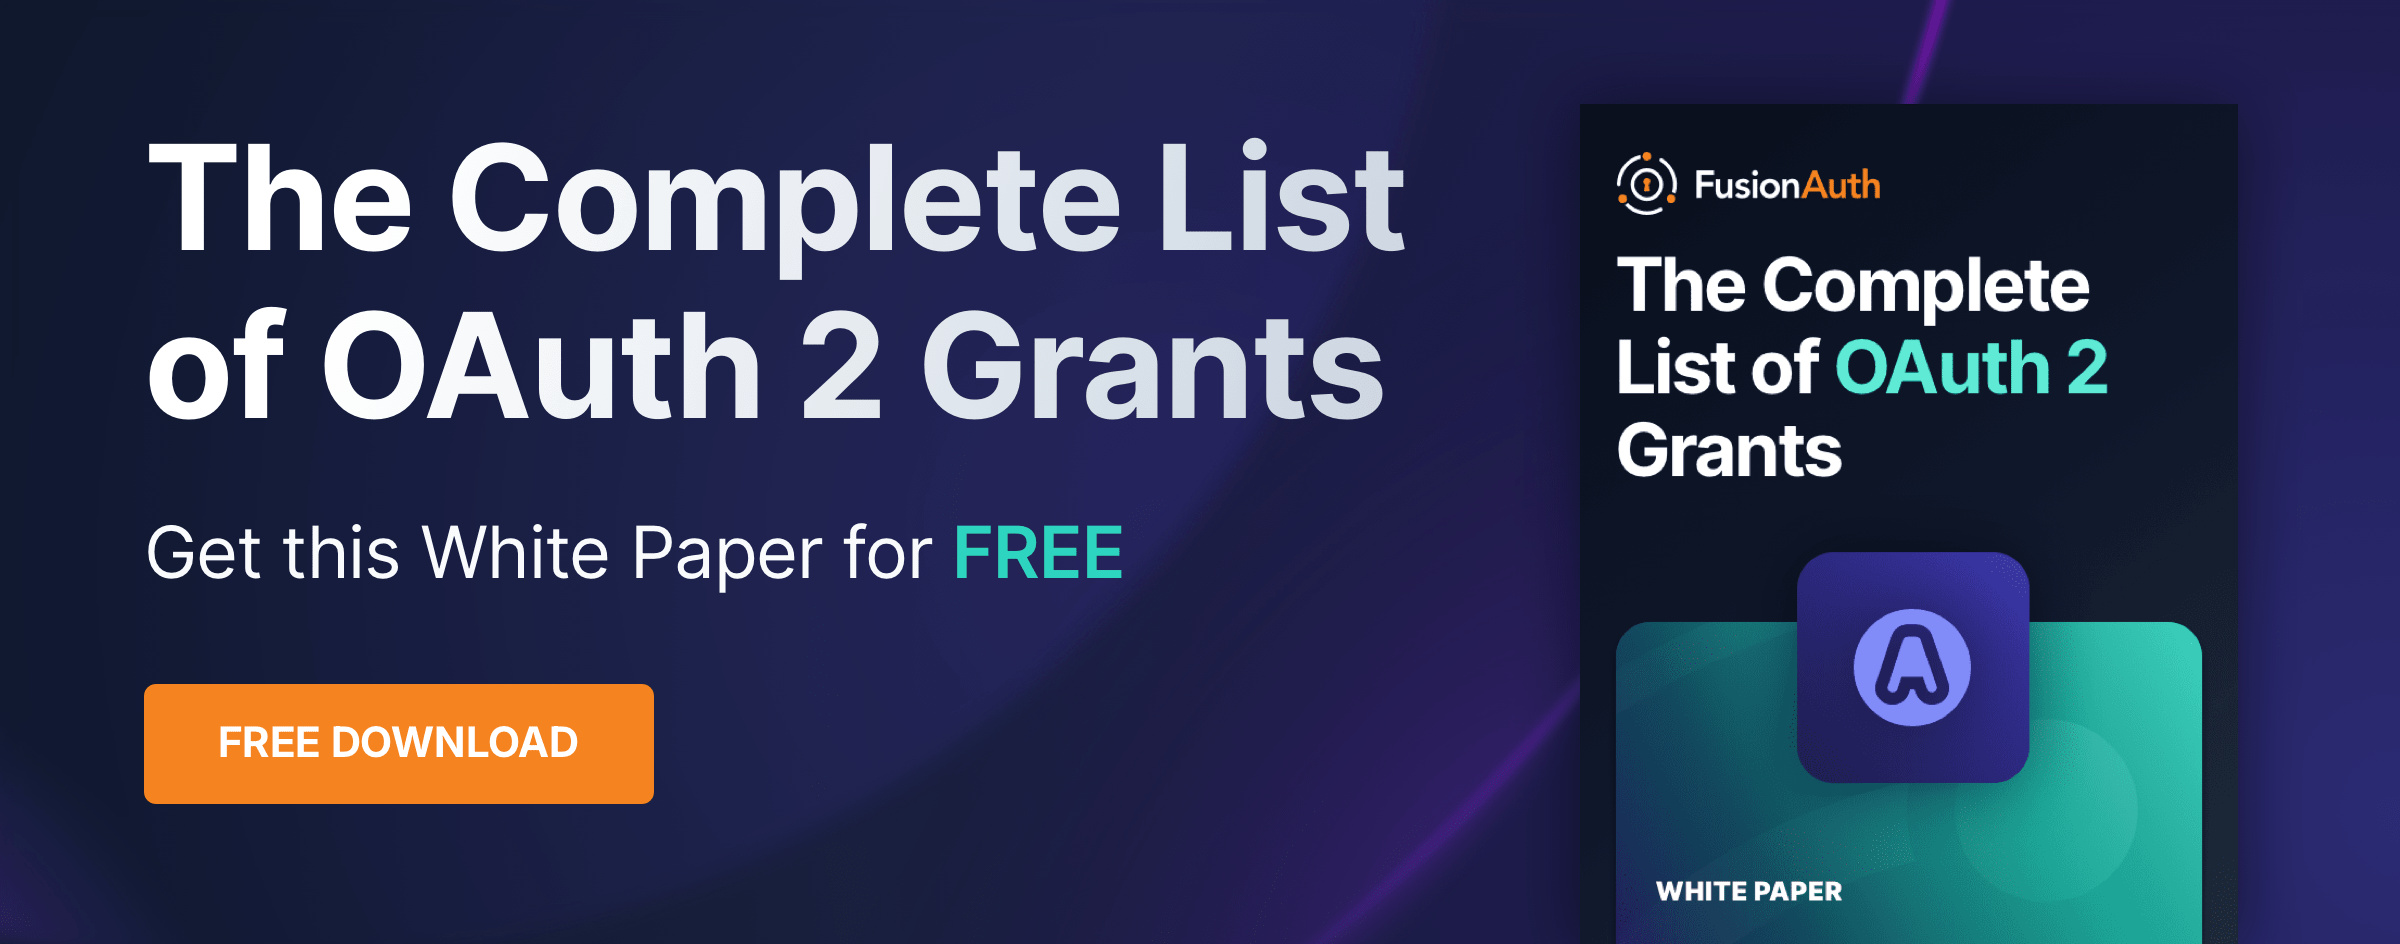 The Complete List
of OAuth 2 Grants
Get this White Paper for FREE
FREE DOWNLOAD
FusionAuth
The Complete
List of OAuth 2
Grants
WHITE PAPER